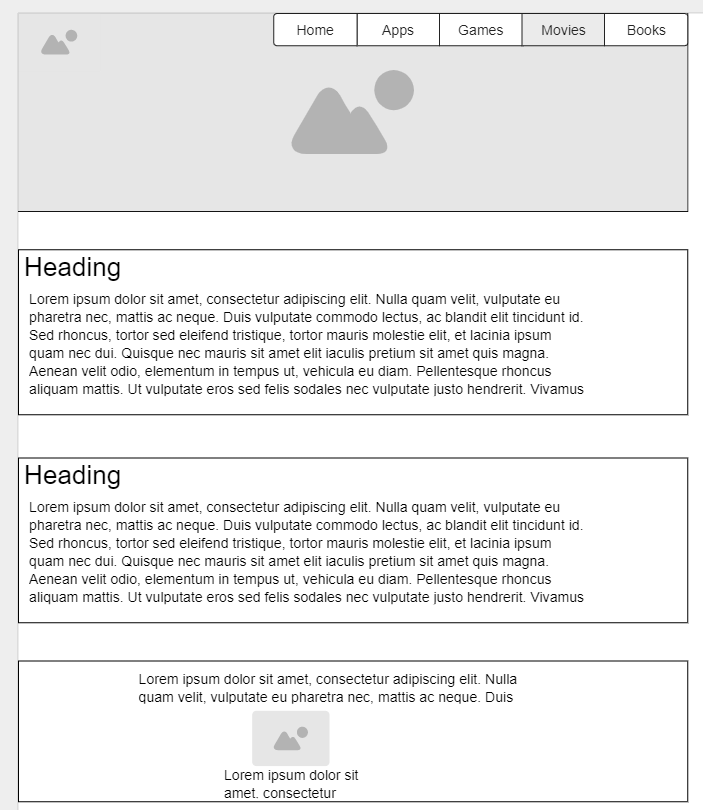 Home Apps Games Movies Books
Heading
Lorem ipsum dolor sit amet, consectetur adipiscing elit. Nulla quam velit, vulputate eu
pharetra nec, mattis ac neque. Duis vulputate commodo lectus, ac blandit elit tincidunt id.
Sed rhoncus, tortor sed eleifend tristique, tortor mauris molestie elit, et lacinia ipsum
quam nec dui. Quisque nec mauris sit amet elit iaculis pretium sit amet quis magna.
Aenean velit odio, elementum in tempus ut, vehicula eu diam. Pellentesque rhoncus
aliquam mattis. Ut vulputate eros sed felis sodales nec vulputate justo hendrerit. Vivamus
Heading
Lorem ipsum dolor sit amet, consectetur adipiscing elit. Nulla quam velit, vulputate eu
pharetra nec, mattis ac neque. Duis vulputate commodo lectus, ac blandit elit tincidunt id.
Sed rhoncus, tortor sed eleifend tristique, tortor mauris molestie elit, et lacinia ipsum
quam nec dui. Quisque nec mauris sit amet elit iaculis pretium sit amet quis magna.
Aenean velit odio, elementum in tempus ut, vehicula eu diam. Pellentesque rhoncus
aliquam mattis. Ut vulputate eros sed felis sodales nec vulputate justo hendrerit. Vivamus
Lorem ipsum dolor sit amet, consectetur adipiscing elit. Nulla
quam velit, vulputate eu pharetra nec, mattis ac neque. Duis
Lorem ipsum dolor sit
amet, consectetur